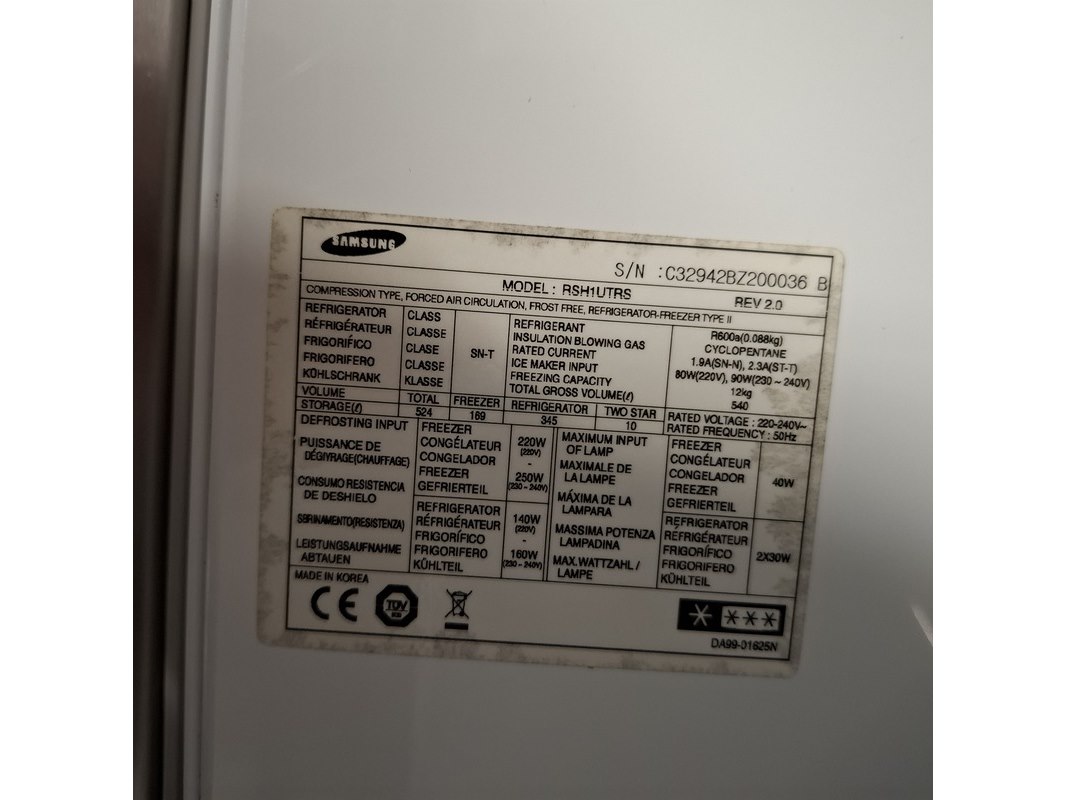 SAMSUNG
S/N :C32942BZ200036 B
MODEL : RSH1UTRS REV 2.0
COMPRESSION TYPE, FORCED AIR CIRCULATION, FROST FREE, REFRIGERATOR-FREEZER TYPE II
REFRIGERATOR CLASS
RÉFRIGÉRATEUR CLASSE
FRIGORIFICO CLASE
FRIGORIFERO CLASSE
KÜHLSCHRANK KLASSE
SN-T
REFRIGERANT R600a(0.088kg)
INSULATION BLOWING GAS CYCLOPENTANE
RATED CURRENT 1.9A(SN-N), 2.3A(ST-T)
ICE MAKER INPUT 80W(220V), 90W(230 ~ 240V)
FREEZING CAPACITY 12kg
TOTAL GROSS VOLUME(ℓ) 540
VOLUME TOTAL FREEZER REFRIGERATOR TWO STAR RATED VOLTAGE : 220-240V~
STORAGE(ℓ) 524 169 345 10 RATED FREQUENCY : 50Hz
DEFROSTING INPUT
PUISSANCE DE
DÉGIVRAGE(CHAUFFAGE)
CONSUMO RESISTENCIA
DE DESHIELO
SBRINAMENTO(RESISTENZA)
LEISTUNGSAUFNAHME
ABTAUEN
FREEZER
CONGÉLATEUR
CONGELADOR
FREEZER
GEFRIERTEIL
220W
(220V)
-
250W
(230 ~ 240V)
REFRIGERATOR
RÉFRIGÉRATEUR
FRIGORÍFICO
FRIGORIFERO
KÜHLTEIL
140W
(220V)
-
160W
(230 ~ 240V)
MAXIMUM INPUT
OF LAMP
MAXIMALE DE
LA LAMPE
MÁXIMA DE LA
LAMPARA
MASSIMA POTENZA
LAMPADINA
MAX.WATTZAHL /
LAMPE
FREEZER
CONGÉLATEUR
CONGELADOR
FREEZER
GEFRIERTEIL
40W
REFRIGERATOR
RÉFRIGÉRATEUR
FRIGORÍFICO
FRIGORIFERO
KÜHLTEIL
2X30W
MADE IN KOREA
CE TÜV
DA99-01625N